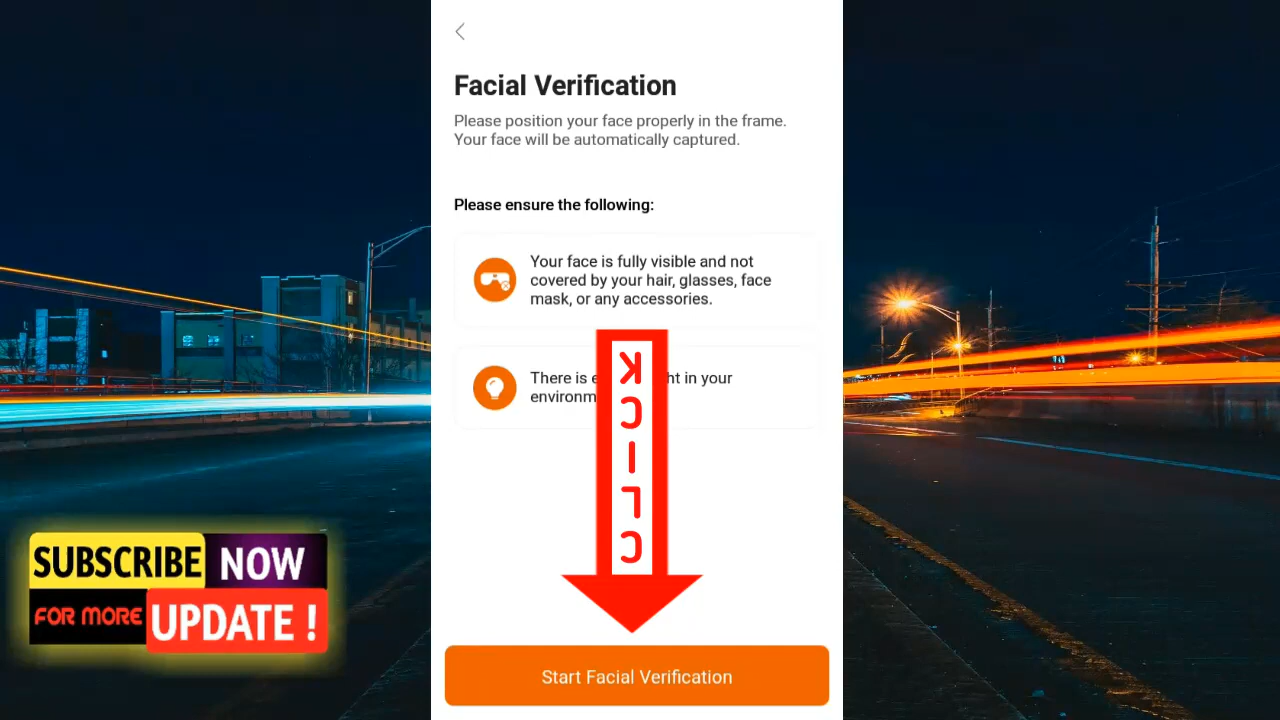 Facial Verification
Please position your face properly in the frame.
Your face will be automatically captured.
Please ensure the following:
Your face is fully visible and not
covered by your hair, glasses, face
mask, or any accessories.
There is in your
CLICK
Start Facial Verification
SUBSCRIBE NOW
FOR MORE UPDATE !